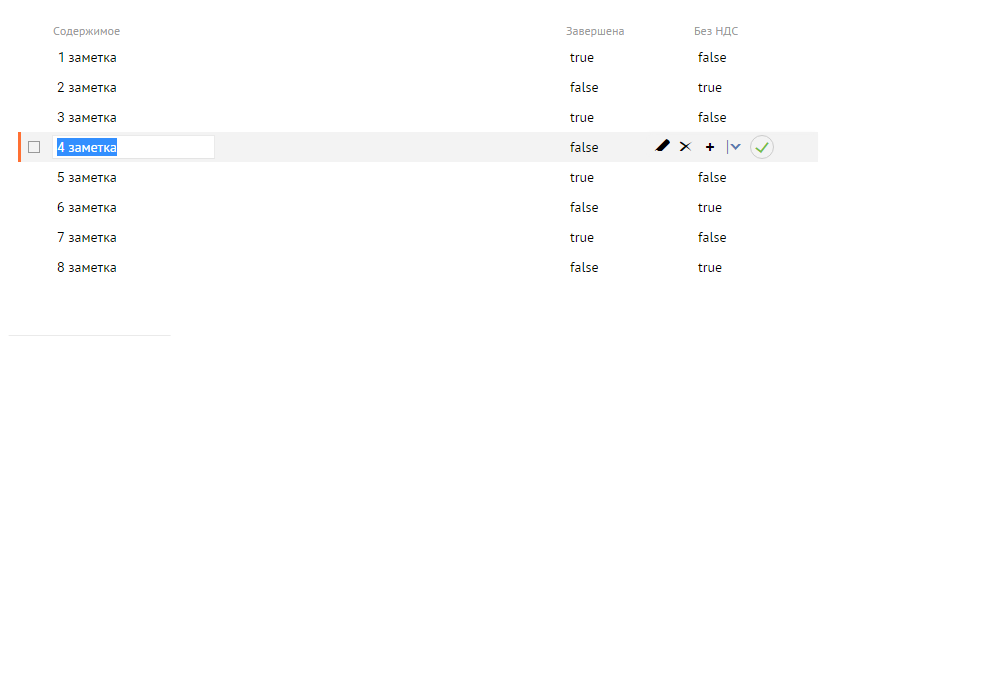 Содержимое Завершена Без НДС
1 заметка true false
2 заметка false true
3 заметка true false
4 заметка false
5 заметка true false
6 заметка false true
7 заметка true false
8 заметка false true